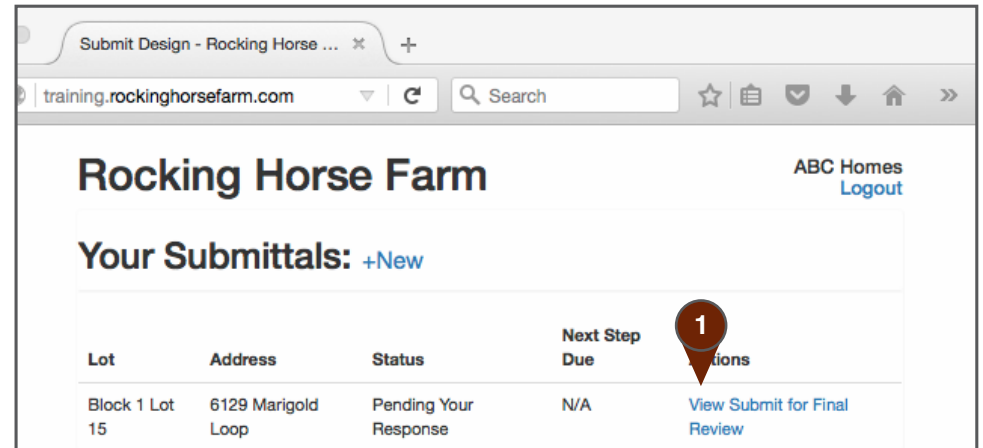 Submit Design - Rocking Horse ...
training.rockinghorsefarm.com
Search
Rocking Horse Farm
ABC Homes
Logout
Your Submittals: +New
1
Lot Address Status Next Step Due
Block 1 Lot 15 6129 Marigold Loop Pending Your Response N/A View Submit for Final Review